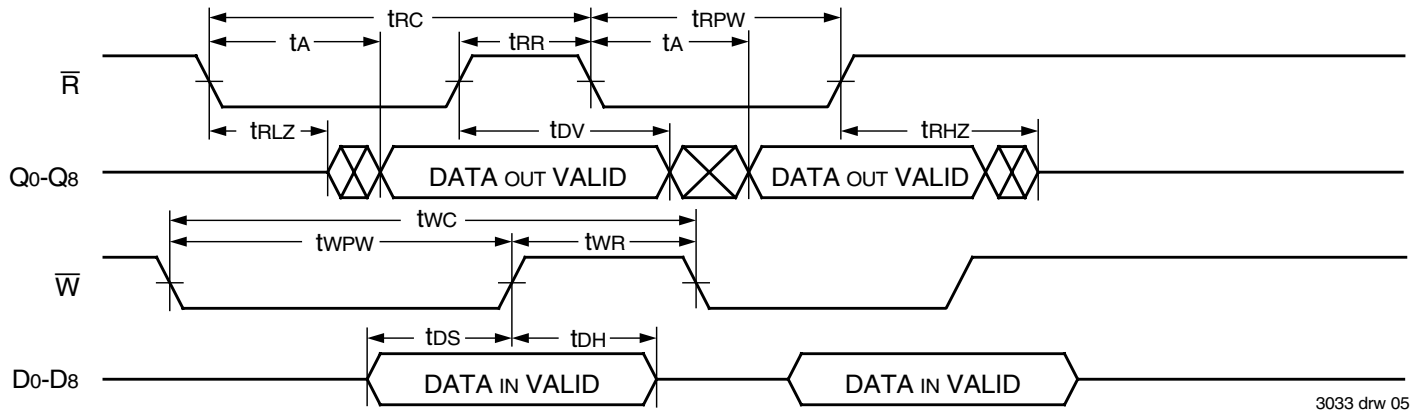 tRC tRPW
tA tRR tA
R
tRLZ tDV tRHZ
Q0-Q8 DATA OUT VALID DATA OUT VALID
tWC
tWPW tWR
W
tDS tDH
D0-D8 DATA IN VALID DATA IN VALID
3033 drw 05